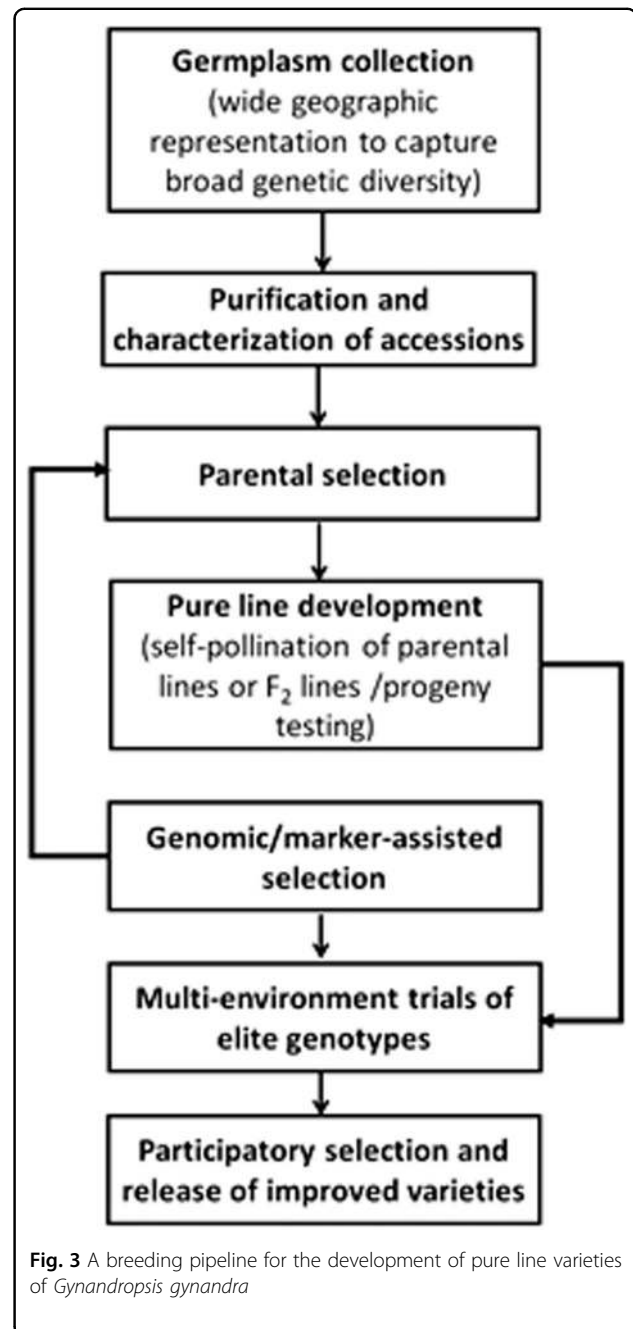 Germplasm collection
(wide geographic
representation to capture
broad genetic diversity)
Purification and
characterization of accessions
Parental selection
Pure line development
(self-pollination of parental
lines or F₂ lines /progeny
testing)
Genomic/marker-assisted
selection
Multi-environment trials of
elite genotypes
Participatory selection and
release of improved varieties
Fig. 3 A breeding pipeline for the development of pure line varieties
of Gynandropsis gynandra